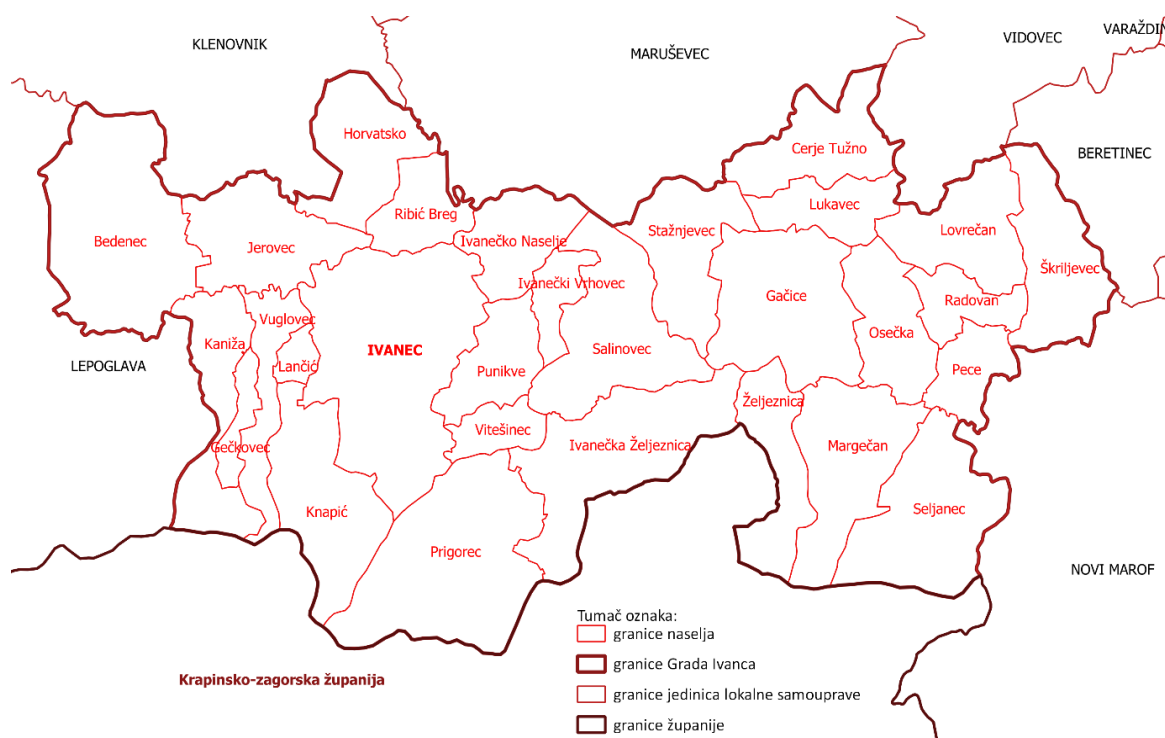 KLENOVNIK
MARUŠEVEC
VIDOVEC
VARAŽDIN
Horvatsko
Cerje Tužno
BERETINEC
Ribić Breg
Lukavec
Bedenec
Jerovec
Ivanečko Naselje
Stažnjevec
Lovrečan
Škriljevec
Ivanečki Vrhovec
Gačice
Radovan
Vuglovec
Kaniža
IVANEC
Salinovec
Osečka
LEPOGLAVA
Lančić
Punikve
Pece
Željeznica
Vitešinec
Gečkovec
Ivanečka Željeznica
Margečan
Knapić
Seljanec
Prigorec
NOVI MAROF
Tumač oznaka:
granice naselja
granice Grada Ivanca
Krapinsko-zagorska županija
granice jedinica lokalne samouprave
granice županije